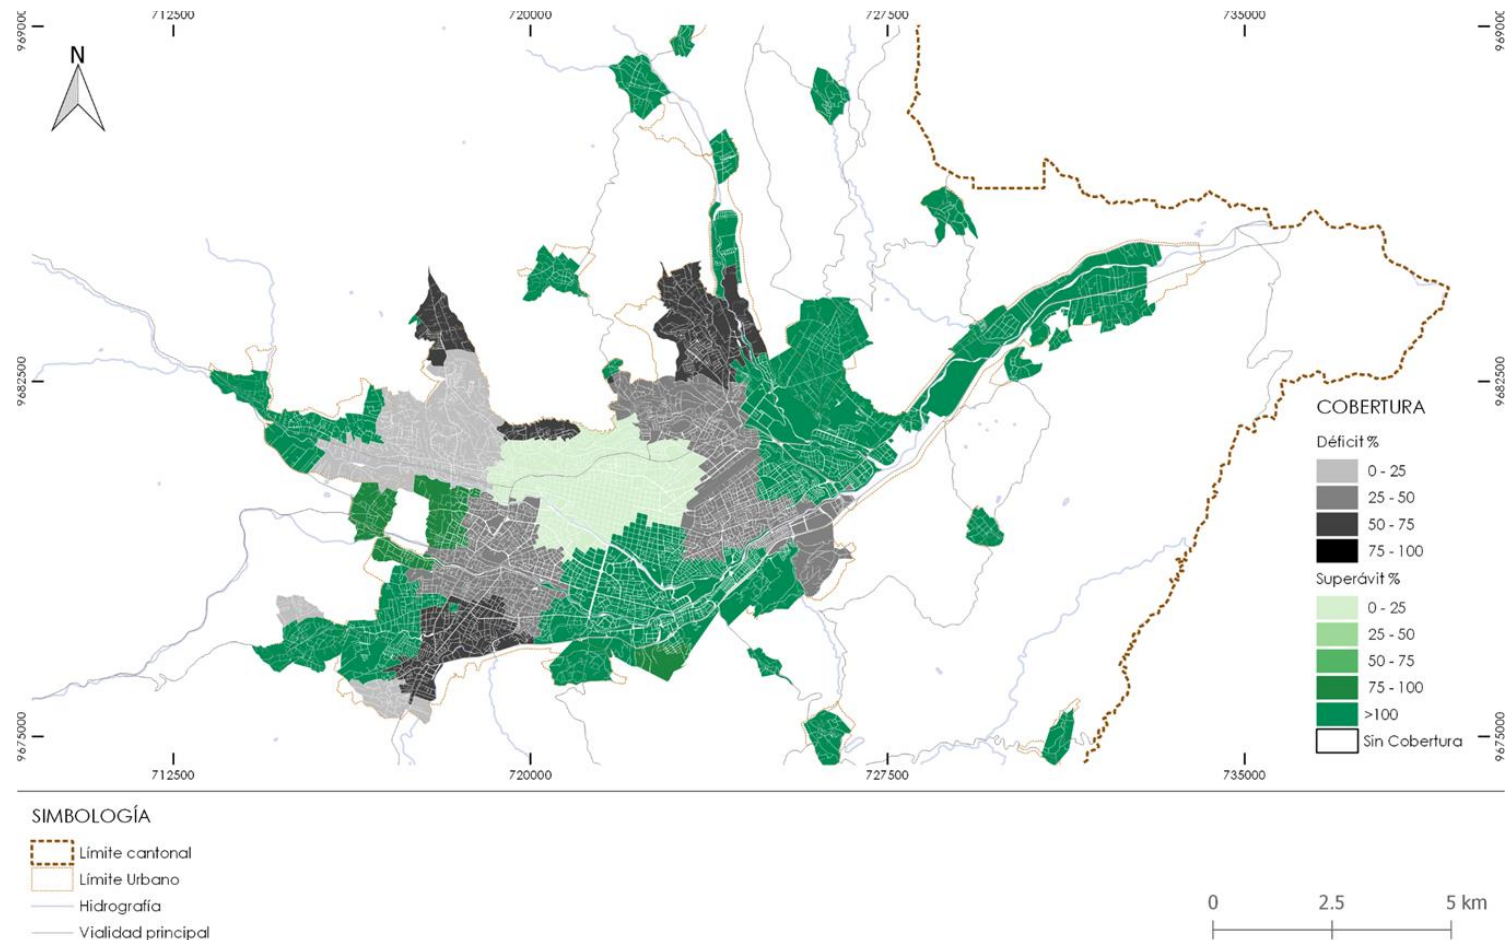 712500
720000
727500
735000
969000
969000
N
9682500
9682500
COBERTURA
Déficit %
0 - 25
25 - 50
50 - 75
75 - 100
Superávit %
0 - 25
25 - 50
50 - 75
75 - 100
>100
Sin Cobertura
9675000
9675000
712500
720000
727500
735000
SIMBOLOGÍA
Límite cantonal
Límite Urbano
Hidrografía
Vialidad principal
0
2.5
5 km